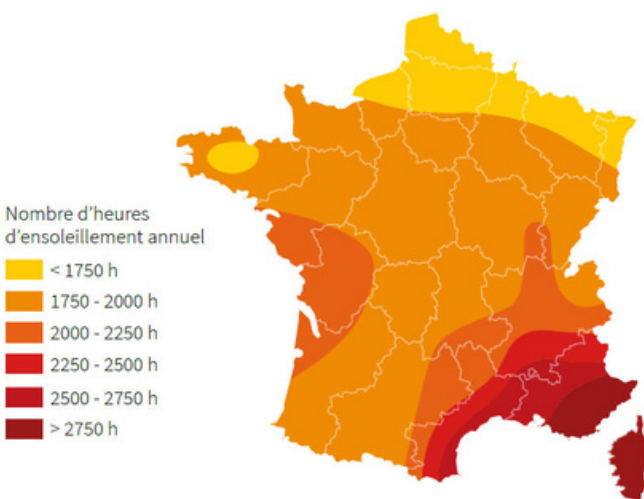 Nombre d'heures
d'ensoleillement annuel
< 1750 h
1750 - 2000 h
2000 - 2250 h
2250 - 2500 h
2500 - 2750 h
> 2750 h